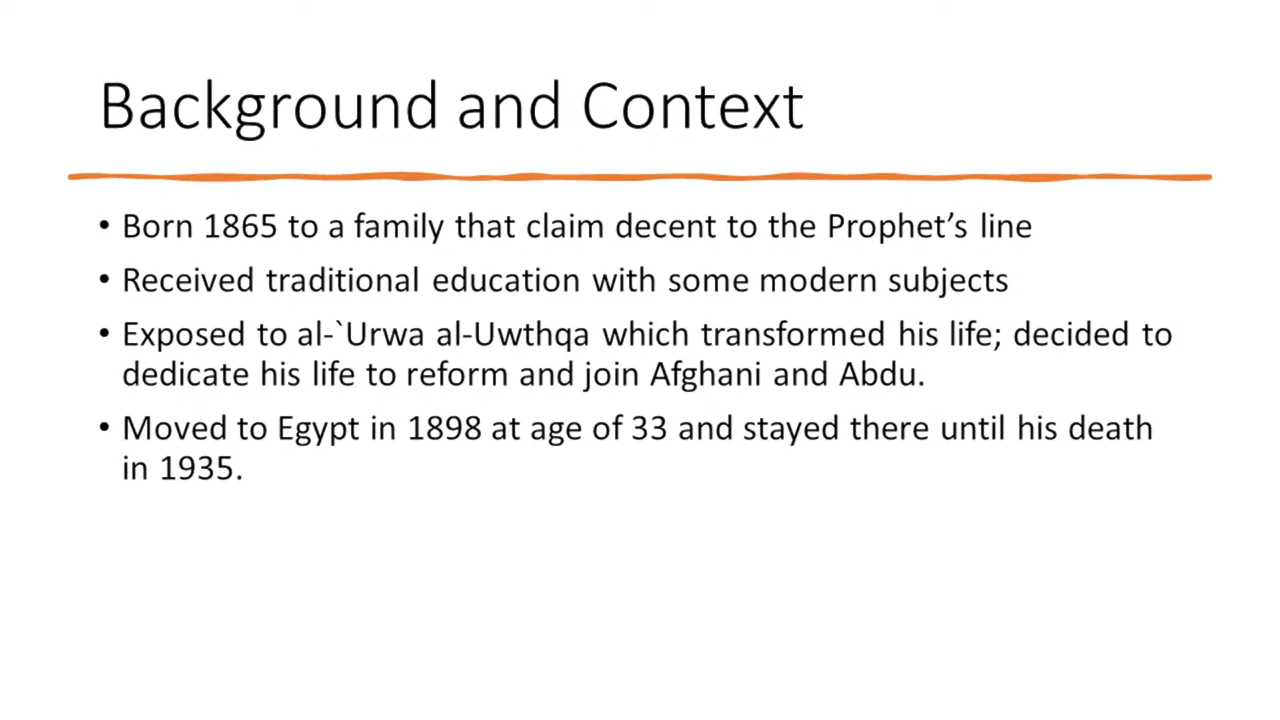 Background and Context
• Born 1865 to a family that claim decent to the Prophet’s line
• Received traditional education with some modern subjects
• Exposed to al-`Urwa al-Uwthqa which transformed his life; decided to
dedicate his life to reform and join Afghani and Abdu.
• Moved to Egypt in 1898 at age of 33 and stayed there until his death
in 1935.